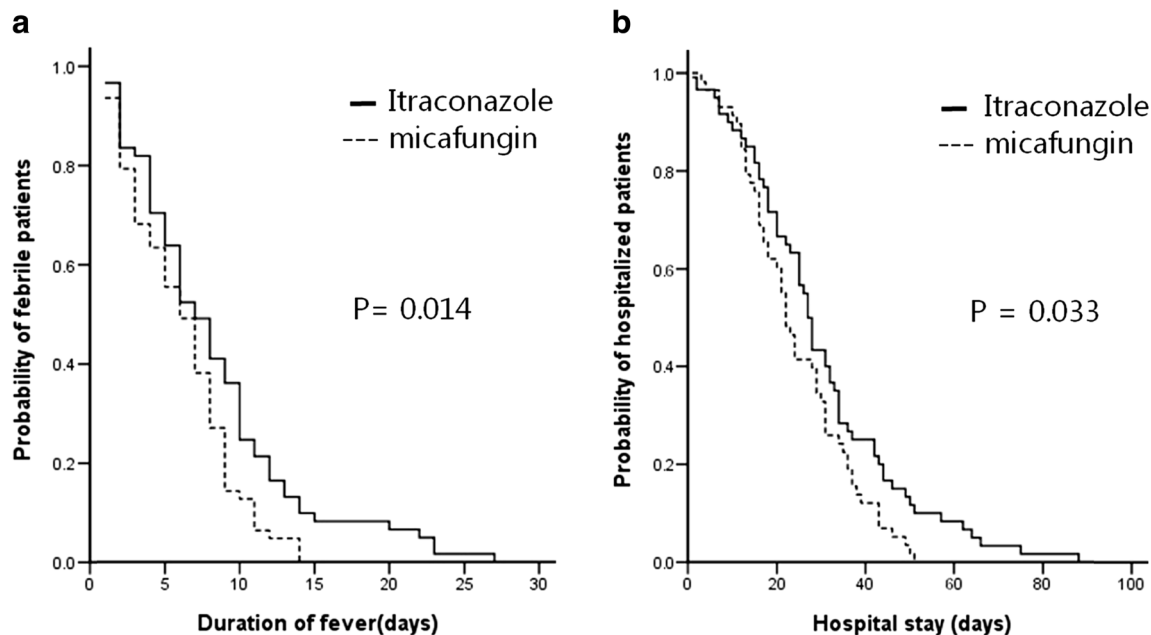 a
Probability of febrile patients
1.0
0.8
0.6
0.4
0.2
0.0
0 5 10 15 20 25 30
Duration of fever(days)
Itraconazole
micafungin
P= 0.014
b
Probability of hospitalized patients
1.0
0.8
0.6
0.4
0.2
0.0
0 20 40 60 80 100
Hospital stay (days)
Itraconazole
micafungin
P = 0.033